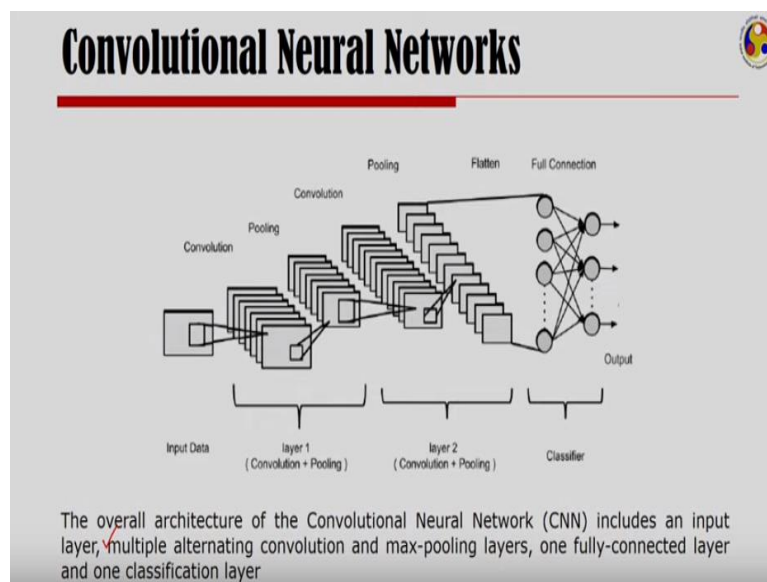 Convolutional Neural Networks
Pooling
Flatten
Full Connection
Convolution
Pooling
Convolution
Output
Input Data
layer 1
( Convolution + Pooling )
layer 2
( Convolution + Pooling )
Classifier
The overall architecture of the Convolutional Neural Network (CNN) includes an input
layer, multiple alternating convolution and max-pooling layers, one fully-connected layer
and one classification layer